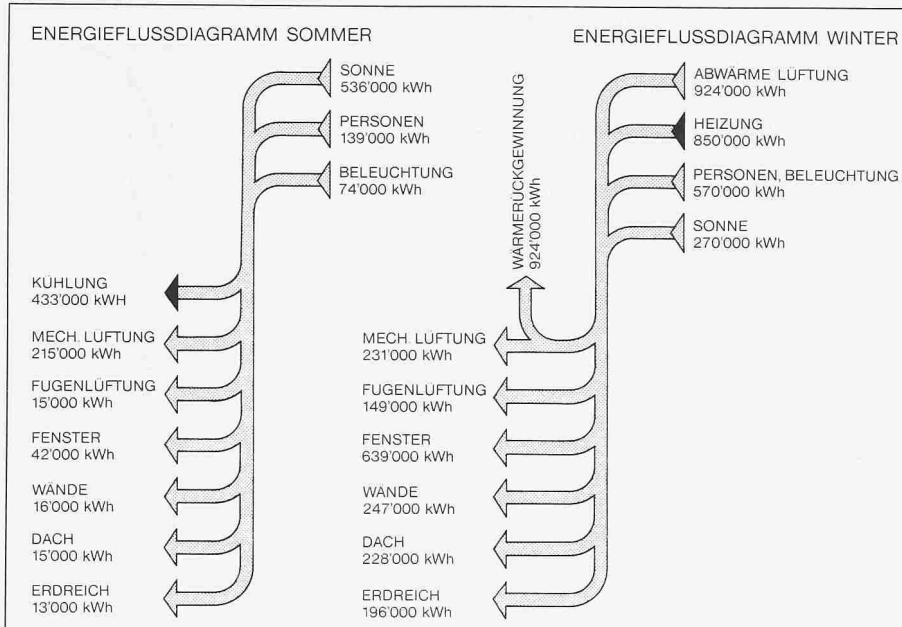 ENERGIEFLUSSDIAGRAMM SOMMER
SONNE
536'000 kWh
PERSONEN
139'000 kWh
BELEUCHTUNG
74'000 kWh
KÜHLUNG
433'000 kWH
MECH. LÜFTUNG
215'000 kWh
FUGENLÜFTUNG
15'000 kWh
FENSTER
42'000 kWh
WÄNDE
16'000 kWh
DACH
15'000 kWh
ERDREICH
13'000 kWh
ENERGIEFLUSSDIAGRAMM WINTER
ABWÄRME LÜFTUNG
924'000 kWh
HEIZUNG
850'000 kWh
PERSONEN, BELEUCHTUNG
570'000 kWh
SONNE
270'000 kWh
WÄRMERÜCKGEWINNUNG
924'000 kWh
MECH. LÜFTUNG
231'000 kWh
FUGENLÜFTUNG
149'000 kWh
FENSTER
639'000 kWh
WÄNDE
247'000 kWh
DACH
228'000 kWh
ERDREICH
196'000 kWh